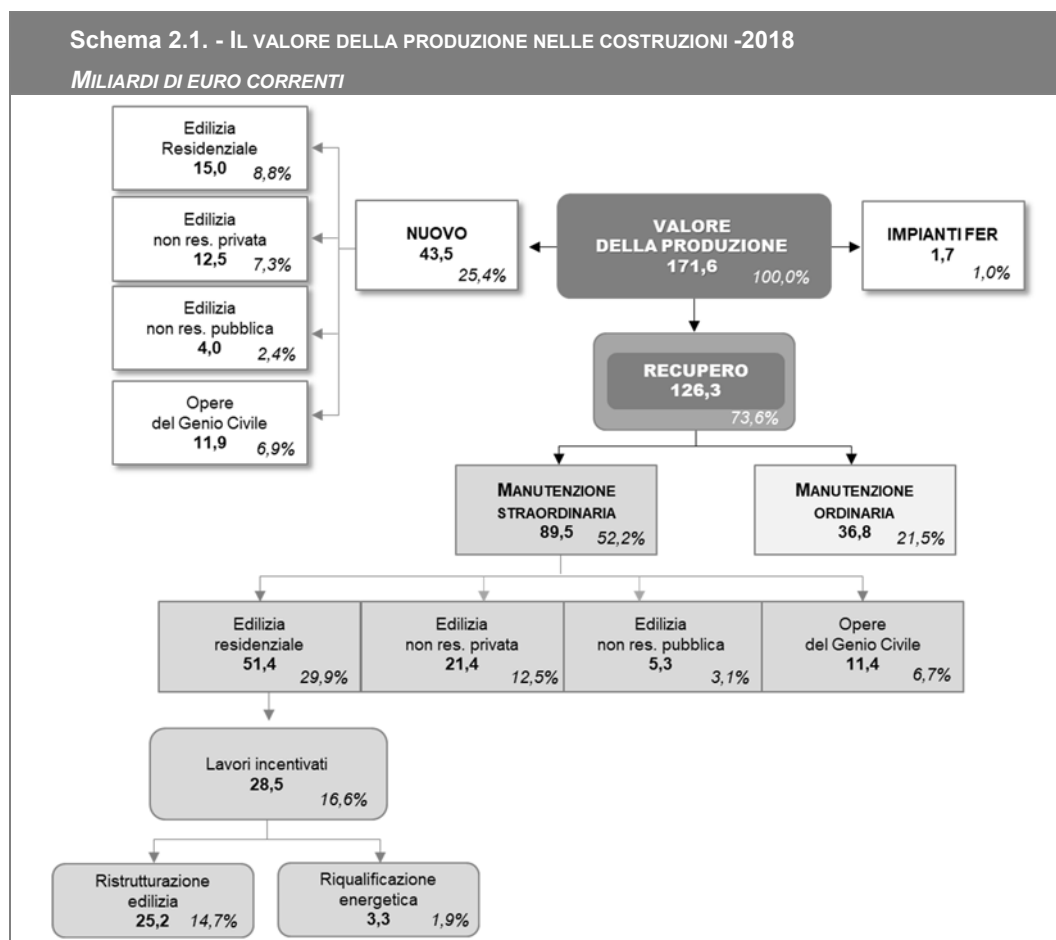 Schema 2.1. - IL VALORE DELLA PRODUZIONE NELLE COSTRUZIONI -2018
MILIARDI DI EURO CORRENTI
Edilizia
Residenziale
15,0 8,8%
Edilizia
non res. privata
12,5 7,3%
Edilizia
non res. pubblica
4,0 2,4%
Opere
del Genio Civile
11,9 6,9%
NUOVO
43,5
25,4%
VALORE
DELLA PRODUZIONE
171,6
100,0%
IMPIANTI FER
1,7
1,0%
RECUPERO
126,3
73,6%
MANUTENZIONE
STRAORDINARIA
89,5 52,2%
MANUTENZIONE
ORDINARIA
36,8 21,5%
Edilizia
residenziale
51,4
29,9%
Edilizia
non res. privata
21,4
12,5%
Edilizia
non res. pubblica
5,3
3,1%
Opere
del Genio Civile
11,4
6,7%
Lavori incentivati
28,5
16,6%
Ristrutturazione
edilizia
25,2 14,7%
Riqualificazione
energetica
3,3 1,9%